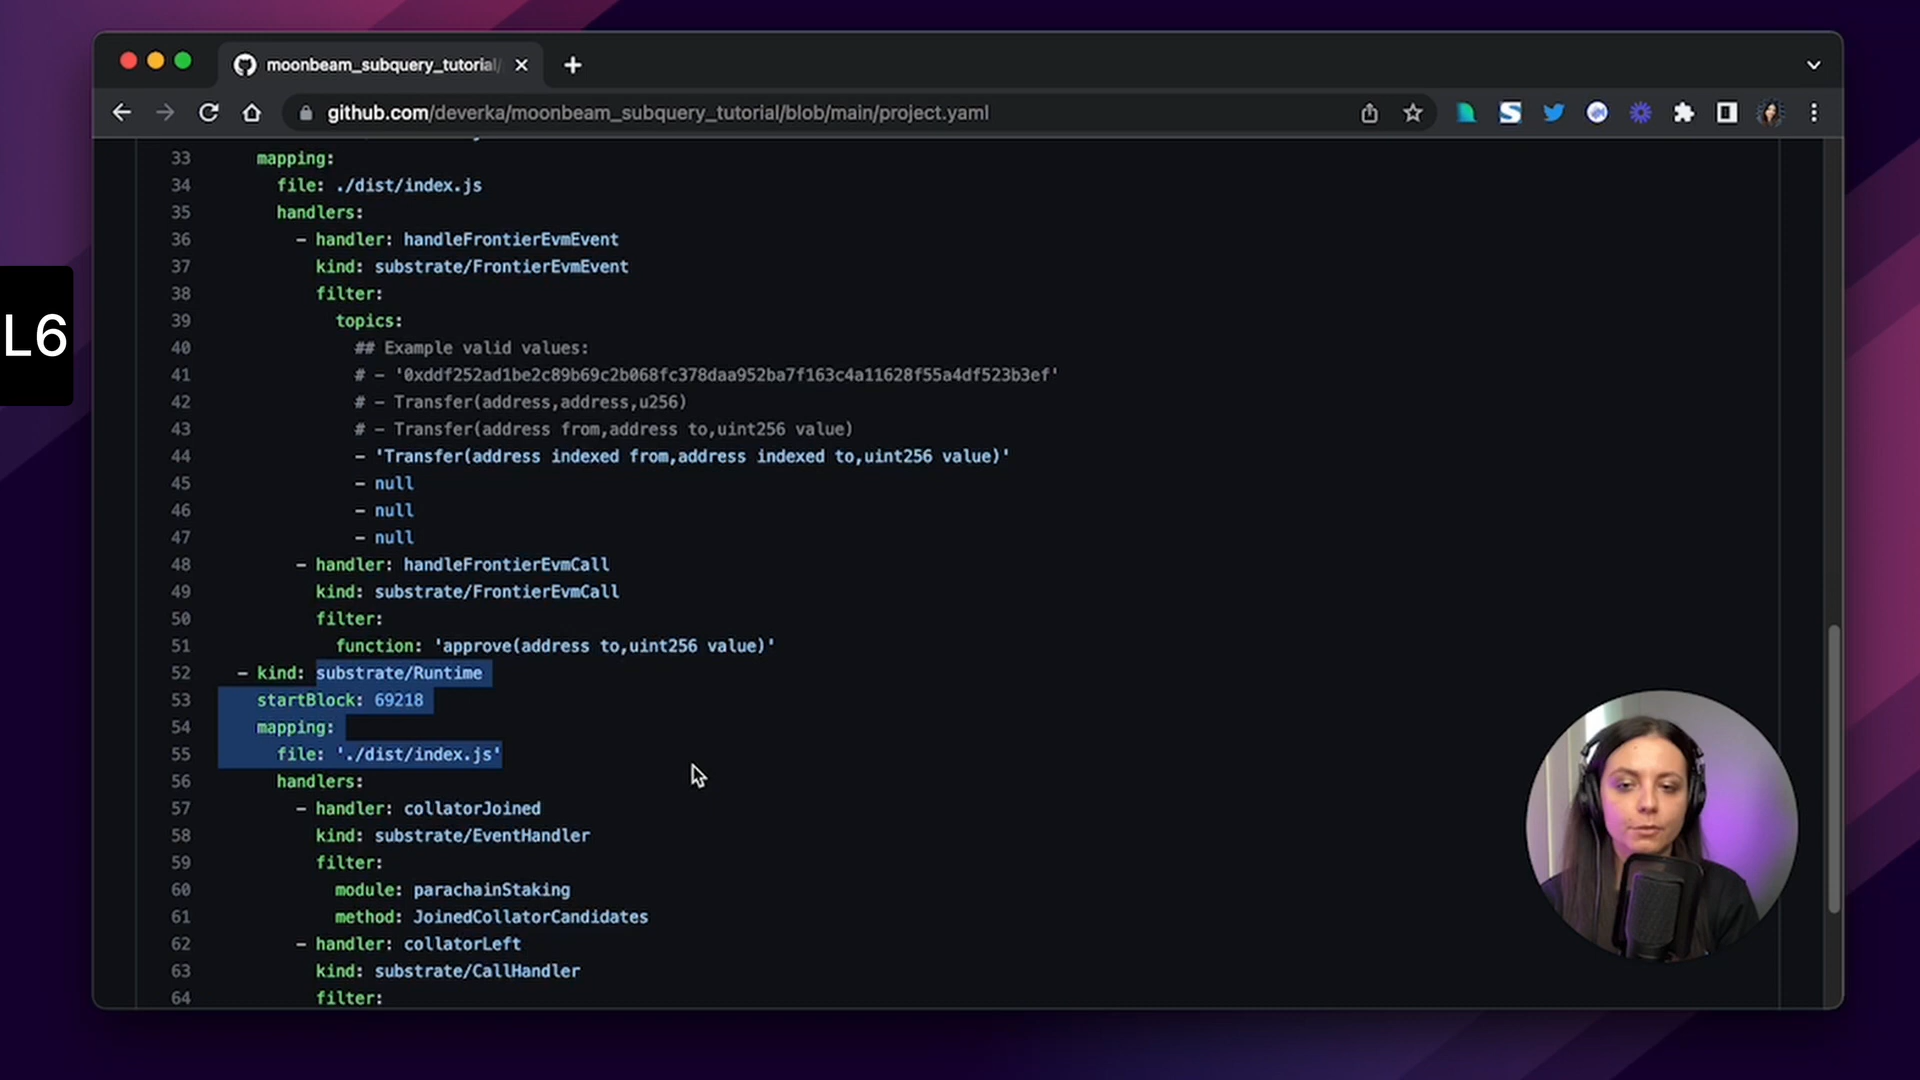 moonbeam_subquery_tutorial/
github.com/deverka/moonbeam_subquery_tutorial/blob/main/project.yaml
L6
33 mapping:
34 file: ./dist/index.js
35 handlers:
36 - handler: handleFrontierEvmEvent
37 kind: substrate/FrontierEvmEvent
38 filter:
39 topics:
40 ## Example valid values:
41 # - '0xddf252ad1be2c89b69c2b068fc378daa952ba7f163c4a11628f55a4df523b3ef'
42 # - Transfer(address,address,u256)
43 # - Transfer(address from,address to,uint256 value)
44 - 'Transfer(address indexed from,address indexed to,uint256 value)'
45 - null
46 - null
47 - null
48 - handler: handleFrontierEvmCall
49 kind: substrate/FrontierEvmCall
50 filter:
51 function: 'approve(address to,uint256 value)'
52 - kind: substrate/Runtime
53 startBlock: 69218
54 mapping:
55 file: './dist/index.js'
56 handlers:
57 - handler: collatorJoined
58 kind: substrate/EventHandler
59 filter:
60 module: parachainStaking
61 method: JoinedCollatorCandidates
62 - handler: collatorLeft
63 kind: substrate/CallHandler
64 filter: